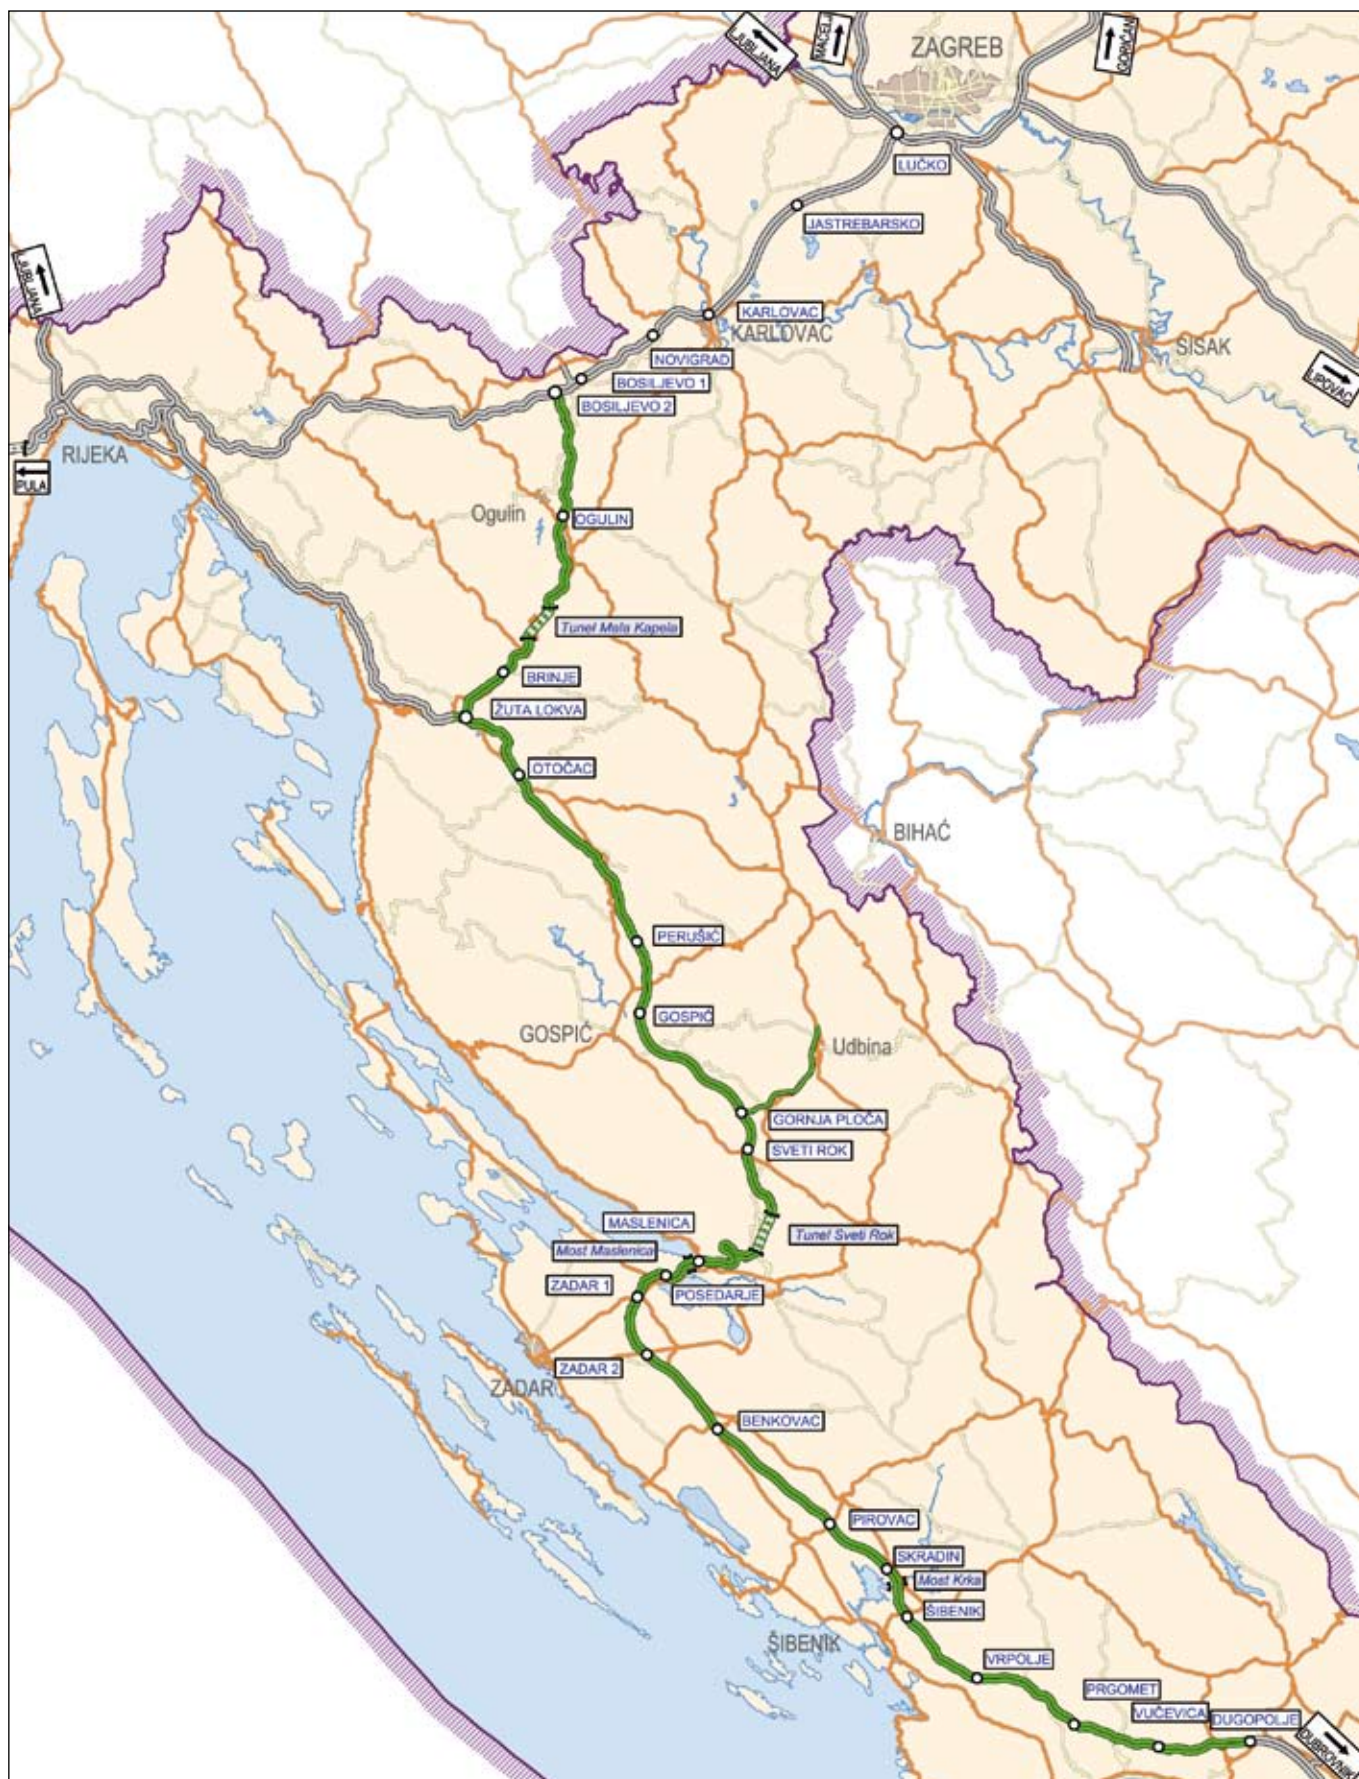 LJUBLJANA
MACELJ
GORIČAN
ZAGREB
LUČKO
JASTREBARSKO
LJUBLJANA
KARLOVAC
KARLOVAC
SISAK
NOVIGRAD
LIPOVAC
BOSILJEVO 1
BOSILJEVO 2
RIJEKA
PULA
Ogulin
OGULIN
Tunel Mala Kapela
BRINJE
ŽUTA LOKVA
OTOČAC
BIHAĆ
PERUŠIĆ
GOSPIĆ
GOSPIĆ
Udbina
GORNJA PLOČA
SVETI ROK
MASLENICA
Tunel Sveti Rok
Most Maslenica
ZADAR 1
POSEDARJE
ZADAR 2
ZADAR
BENKOVAC
PIROVAC
SKRADIN
Most Krka
ŠIBENIK
ŠIBENIK
VRPOLJE
PRGOMET
VUČEVICA
DUGOPOLJE
DUBROVNIK